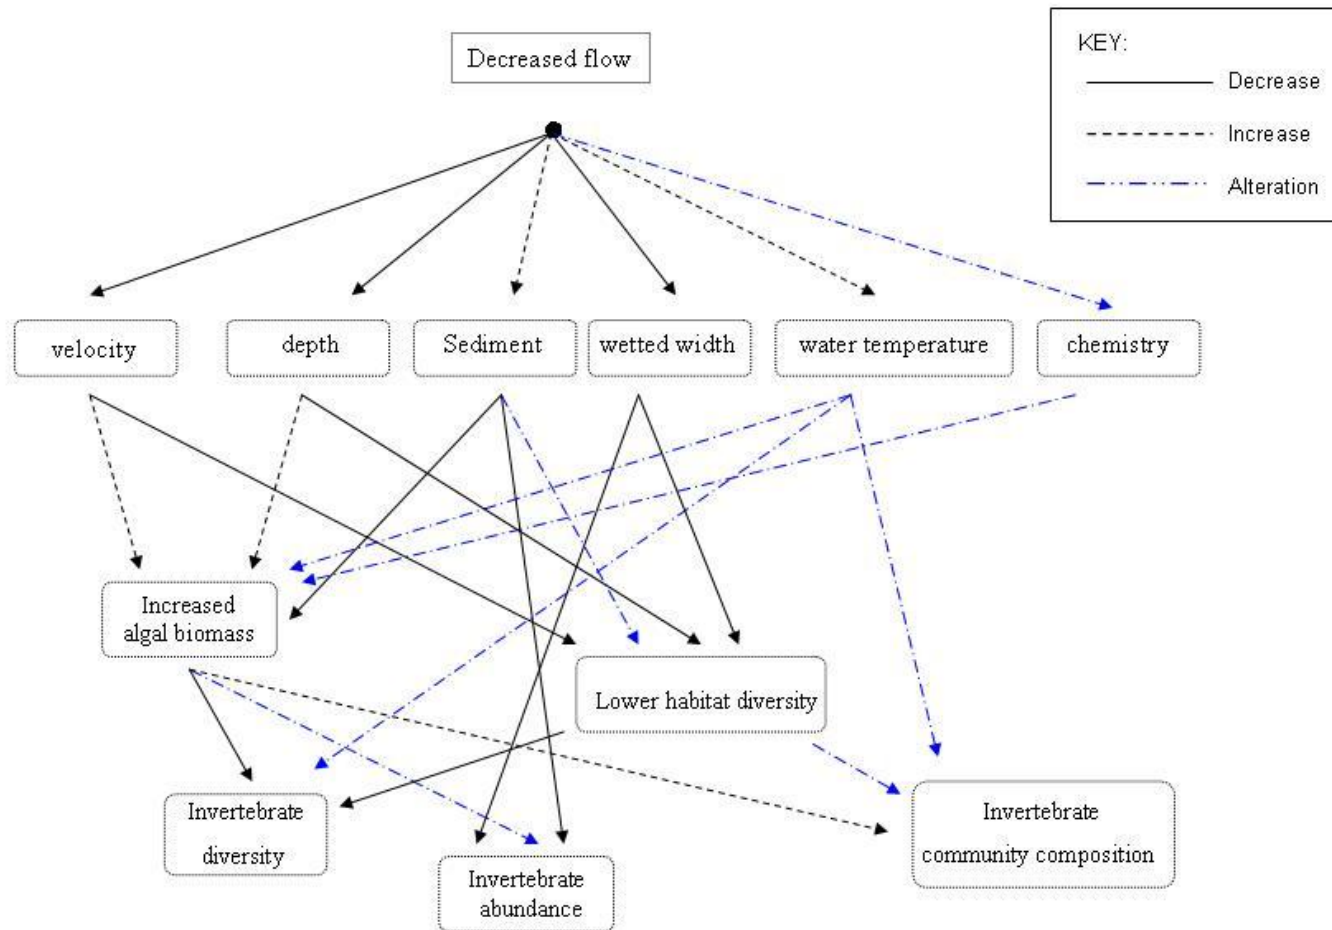 Decreased flow
KEY:
Decrease
Increase
Alteration
velocity
depth
Sediment
wetted width
water temperature
chemistry
Increased
algal biomass
Lower habitat diversity
Invertebrate
diversity
Invertebrate
abundance
Invertebrate
community composition